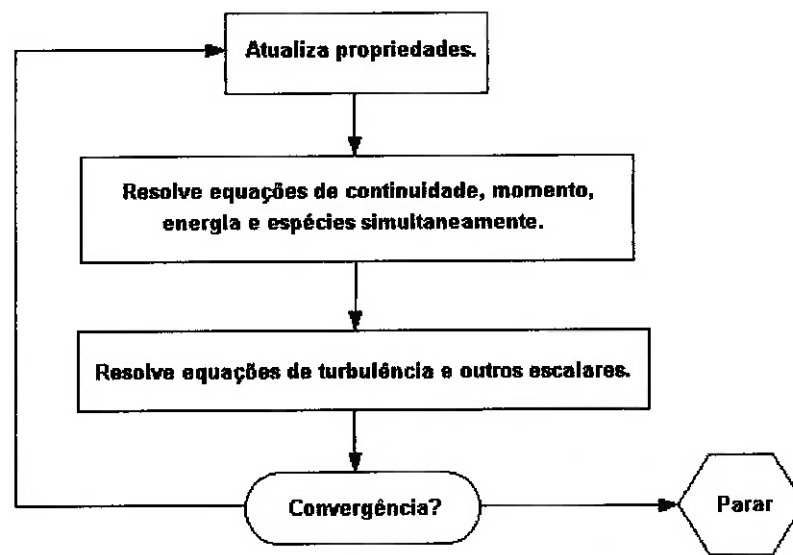 Atualiza propriedades.
Resolve equações de continuidade, momento,
energia e espécies simultaneamente.
Resolve equações de turbulência e outros escalares.
Convergência?
Parar